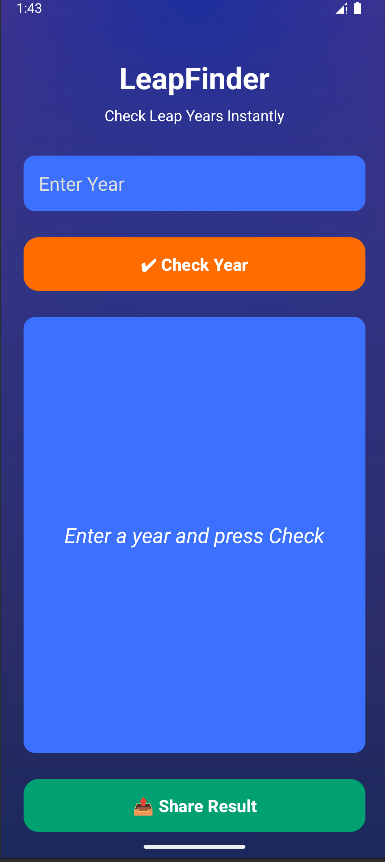 1:43
LeapFinder
Check Leap Years Instantly
Enter Year
✔ Check Year
Enter a year and press Check
📤 Share Result